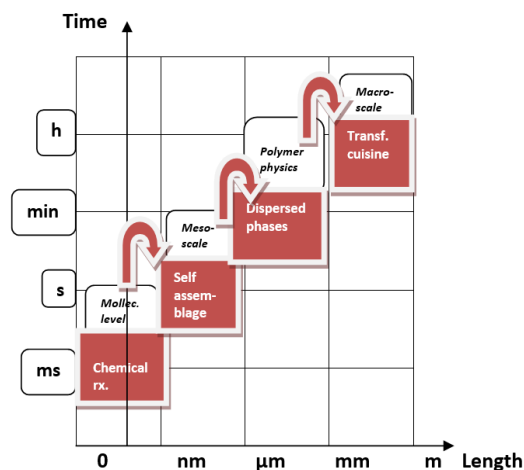 Time
Macro-
scale
h
Transf.
cuisine
Polymer
physics
min
Dispersed
phases
Meso-
scale
s
Self
assem-
blage
Mollec.
level
ms
Chemical
rx.
0 nm µm mm m Length